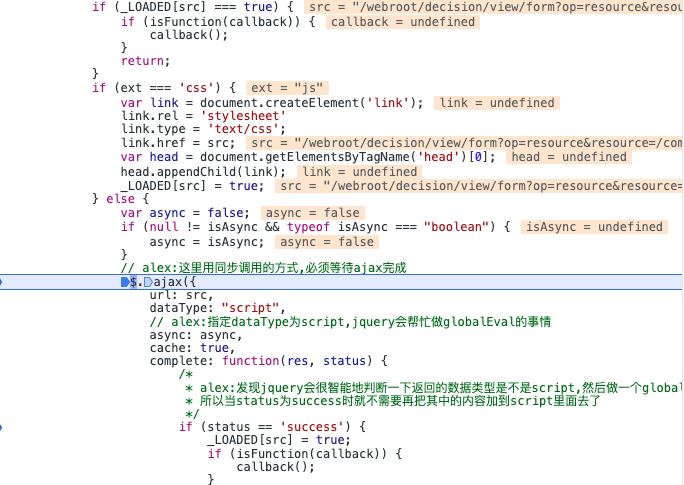 if (_LOADED[src] === true) { src = "/webroot/decision/view/form?op=resource&resou
if (isFunction(callback)) { callback = undefined
callback();
}
return;
}
if (ext === 'css') { ext = "js"
var link = document.createElement('link'); link = undefined
link.rel = 'stylesheet'
link.type = 'text/css';
link.href = src; src = "/webroot/decision/view/form?op=resource&resource=/com
var head = document.getElementsByTagName('head')[0]; head = undefined
head.appendChild(link); link = undefined
_LOADED[src] = true; src = "/webroot/decision/view/form?op=resource&resource=
} else {
var async = false; async = false
if (null != isAsync && typeof isAsync === "boolean") { isAsync = undefined
async = isAsync; async = false
}
// alex:这里用同步调用的方式,必须等待ajax完成
$.ajax({
url: src,
dataType: "script",
// alex:指定dataType为script,jquery会帮忙做globalEval的事情
async: async,
cache: true,
complete: function(res, status) {
/*
* alex:发现jquery会很智能地判断一下返回的数据类型是不是script,然后做一个global
* 所以当status为success时就不需要再把其中的内容加到script里面去了
*/
if (status == 'success') {
_LOADED[src] = true;
if (isFunction(callback)) {
callback();
}